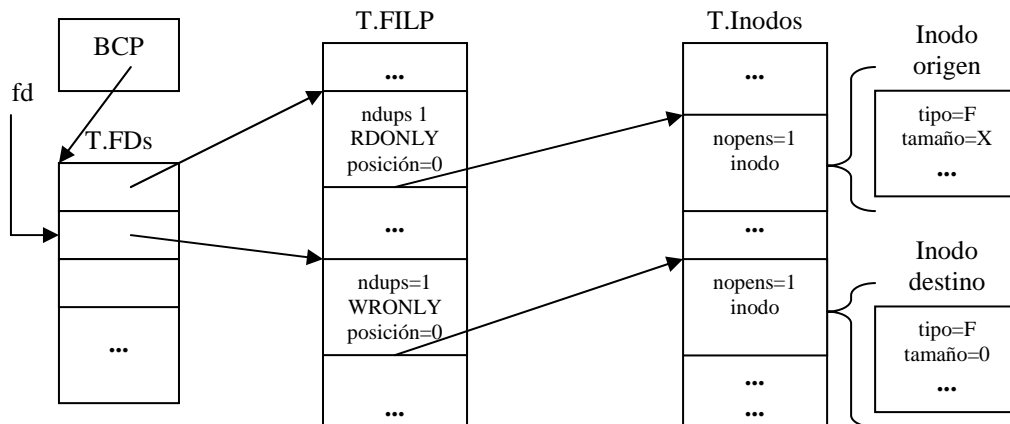 T.FILP
T.Inodos
Inodo
origen
BCP
fd
T.FDs
...
ndups 1
RDONLY
posición=0
...
ndups=1
WRONLY
posición=0
...
...
...
nopens=1
inodo
...
nopens=1
inodo
...
...
tipo=F
tamaño=X
...
Inodo
destino
tipo=F
tamaño=0
...